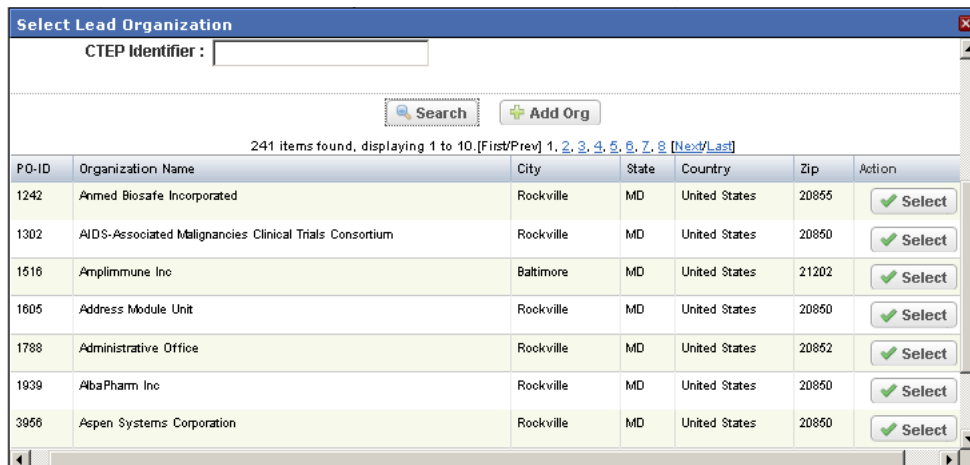 Select Lead Organization
CTEP Identifier :
Search Add Org
241 items found, displaying 1 to 10.[First/Prev] 1, 2, 3, 4, 5, 6, 7, 8 [Next/Last]
PO-ID Organization Name City State Country Zip Action
1242 Anmed Biosafe Incorporated Rockville MD United States 20855 Select
1302 AIDS-Associated Malignancies Clinical Trials Consortium Rockville MD United States 20850 Select
1516 Amplimmune Inc Baltimore MD United States 21202 Select
1605 Address Module Unit Rockville MD United States 20850 Select
1788 Administrative Office Rockville MD United States 20852 Select
1939 AlbaPharm Inc Rockville MD United States 20850 Select
3956 Aspen Systems Corporation Rockville MD United States 20850 Select